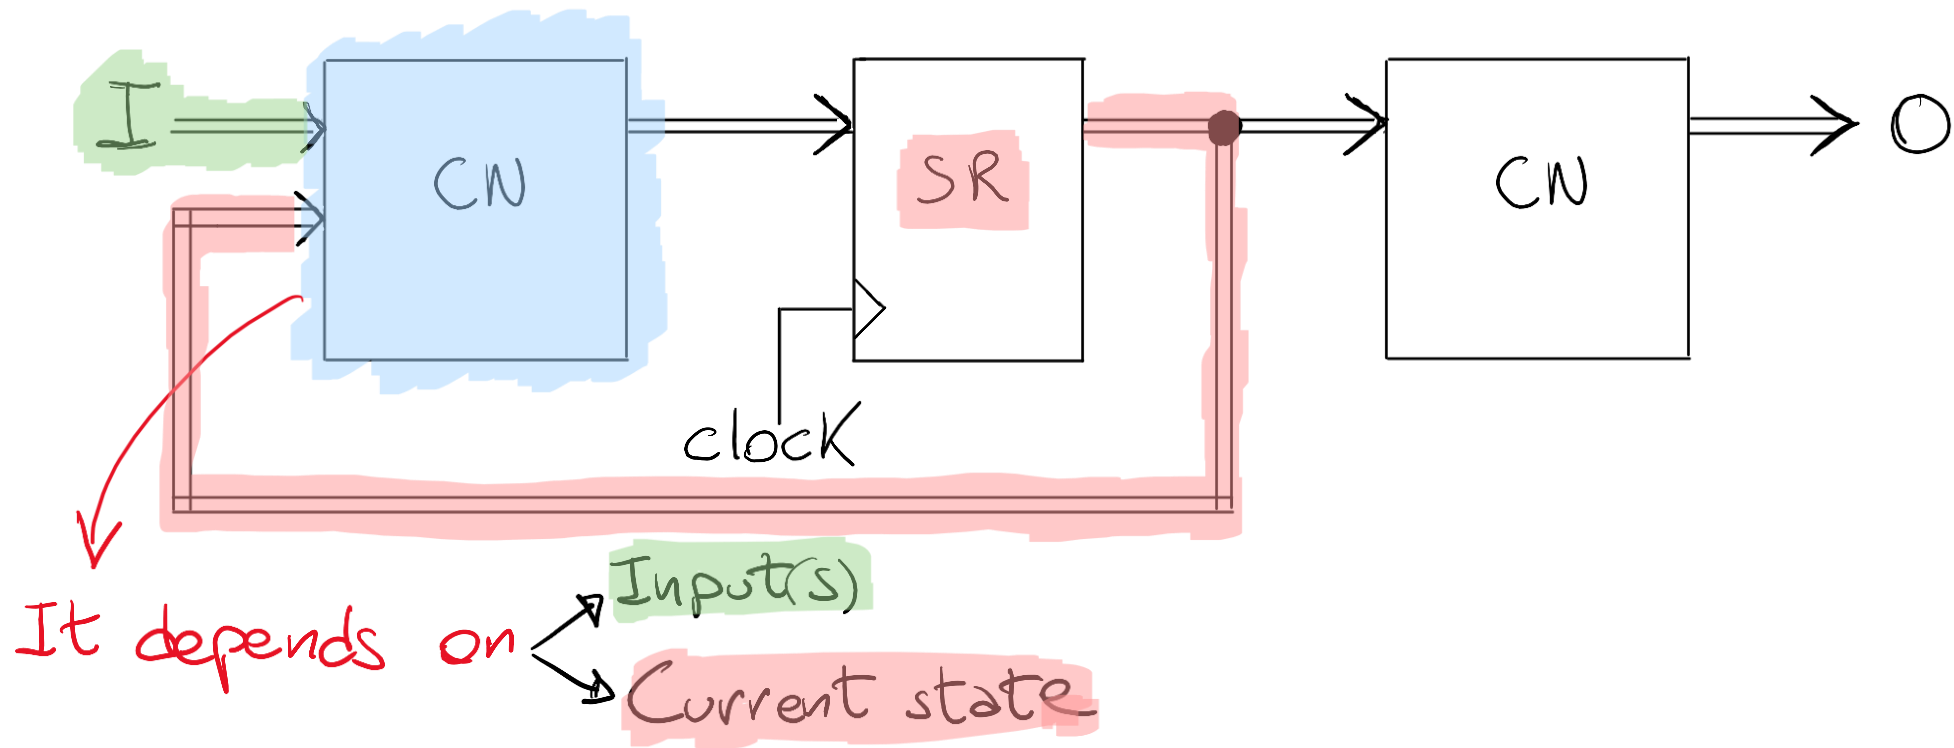 I
CN
SR
CN
O
clock
It depends on
Input(s)
Current state